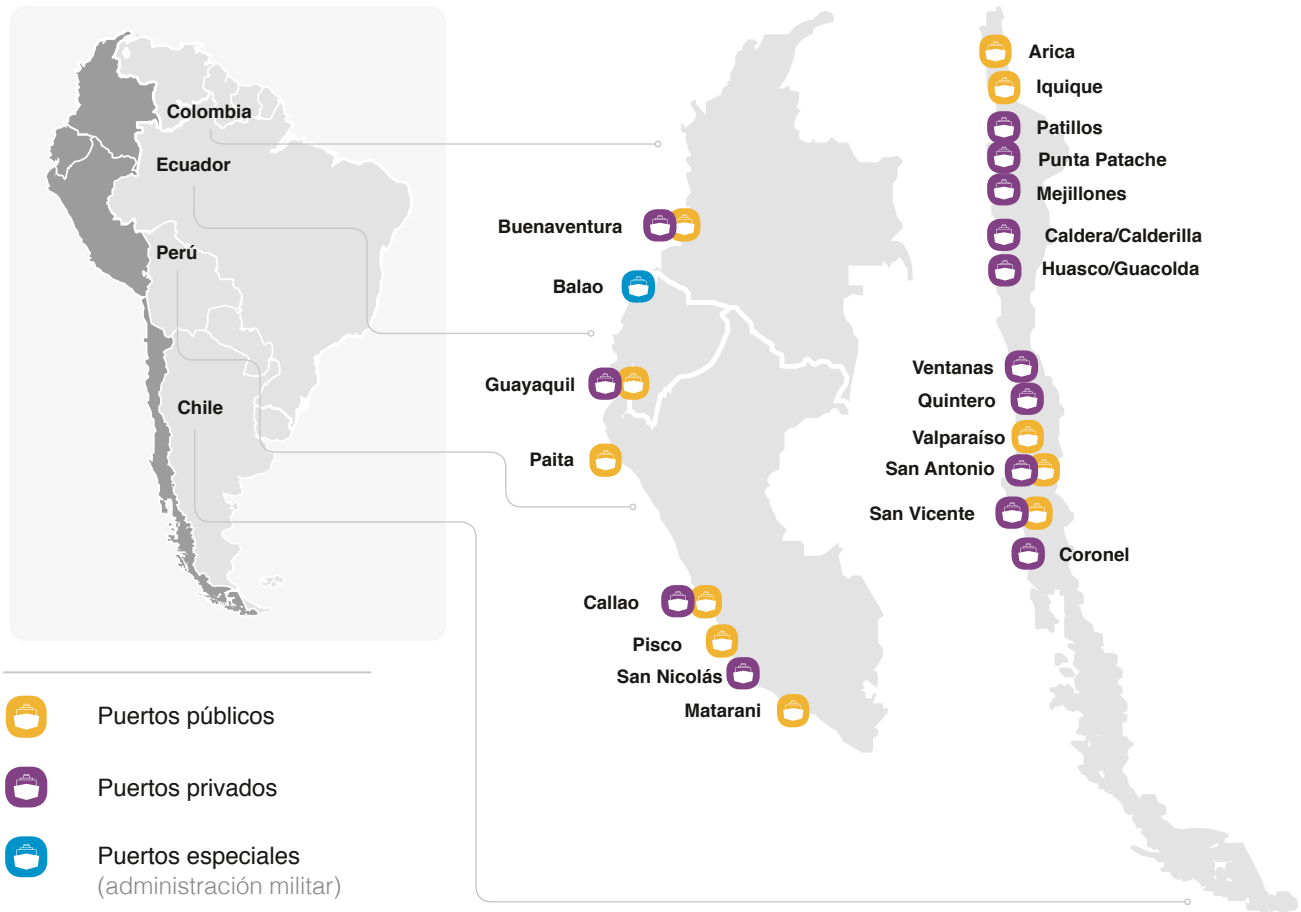 Colombia
Ecuador
Perú
Chile
Buenaventura
Balao
Guayaquil
Paita
Callao
Pisco
San Nicolás
Matarani
Arica
Iquique
Patillos
Punta Patache
Mejillones
Caldera/Calderilla
Huasco/Guacolda
Ventanas
Quintero
Valparaíso
San Antonio
San Vicente
Coronel
Puertos públicos
Puertos privados
Puertos especiales
(administración militar)